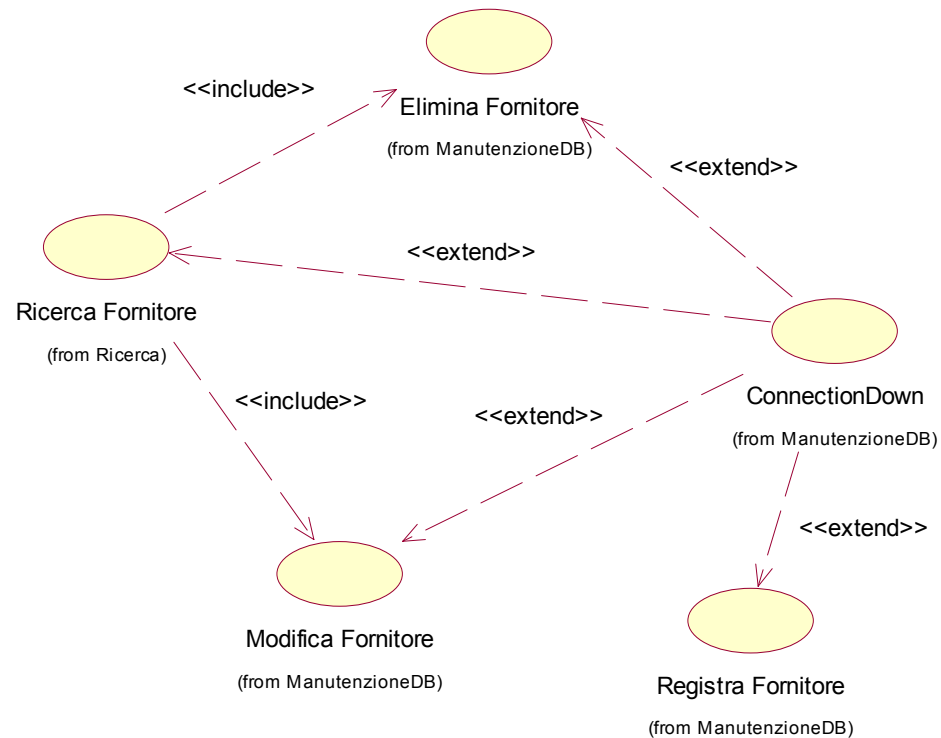 <<include>>
Elimina Fornitore
(from ManutenzioneDB)
<<extend>>
<<extend>>
Ricerca Fornitore
(from Ricerca)
ConnectionDown
(from ManutenzioneDB)
<<include>>
<<extend>>
<<extend>>
Modifica Fornitore
(from ManutenzioneDB)
Registra Fornitore
(from ManutenzioneDB)